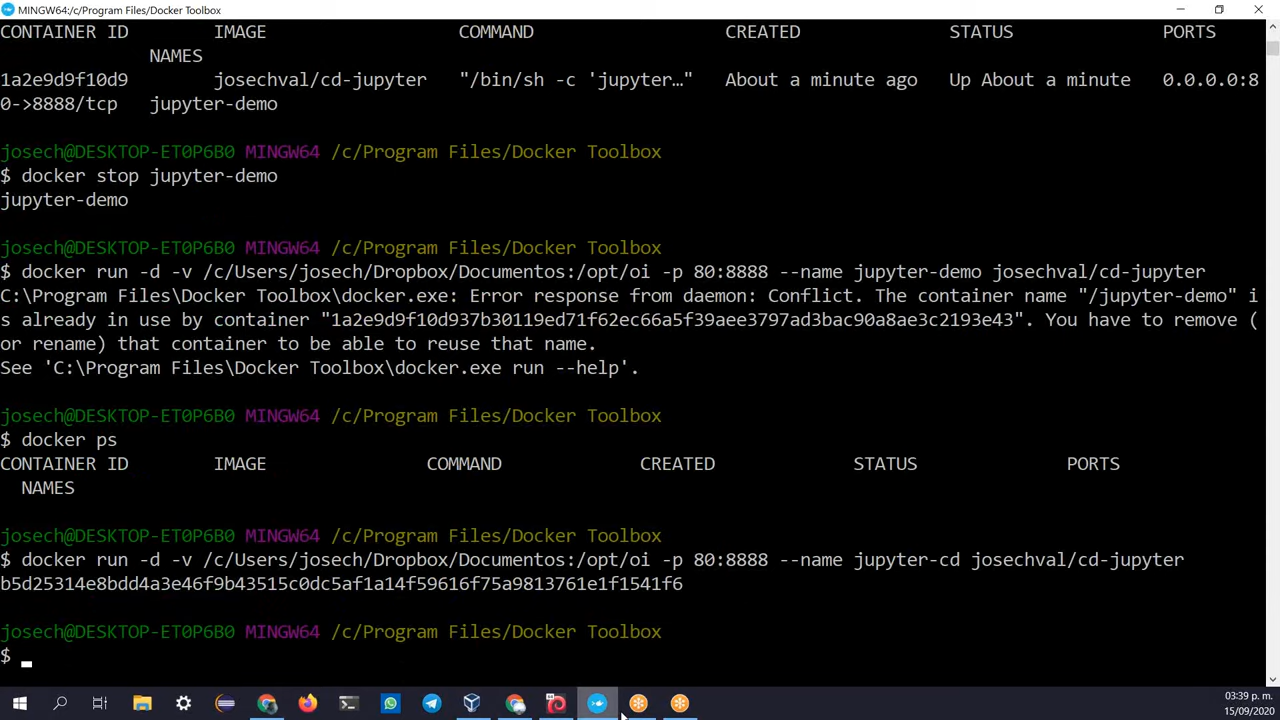 MINGW64:/c/Program Files/Docker Toolbox
CONTAINER ID        IMAGE                  COMMAND                  CREATED              STATUS              PORTS
              NAMES
1a2e9d9f10d9        josechval/cd-jupyter   "/bin/sh -c 'jupyter…"   About a minute ago   Up About a minute   0.0.0.0:8
0->8888/tcp   jupyter-demo
josech@DESKTOP-ET0P6B0 MINGW64 /c/Program Files/Docker Toolbox
$ docker stop jupyter-demo
jupyter-demo
josech@DESKTOP-ET0P6B0 MINGW64 /c/Program Files/Docker Toolbox
$ docker run -d -v /c/Users/josech/Dropbox/Documentos:/opt/oi -p 80:8888 --name jupyter-demo josechval/cd-jupyter
C:\Program Files\Docker Toolbox\docker.exe: Error response from daemon: Conflict. The container name "/jupyter-demo" i
s already in use by container "1a2e9d9f10d937b30119ed71f62ec66a5f39aee3797ad3bac90a8ae3c2193e43". You have to remove (
or rename) that container to be able to reuse that name.
See 'C:\Program Files\Docker Toolbox\docker.exe run --help'.
josech@DESKTOP-ET0P6B0 MINGW64 /c/Program Files/Docker Toolbox
$ docker ps
CONTAINER ID        IMAGE               COMMAND             CREATED             STATUS              PORTS
  NAMES
josech@DESKTOP-ET0P6B0 MINGW64 /c/Program Files/Docker Toolbox
$ docker run -d -v /c/Users/josech/Dropbox/Documentos:/opt/oi -p 80:8888 --name jupyter-cd josechval/cd-jupyter
b5d25314e8bdd4a3e46f9b43515c0dc5af1a14f59616f75a9813761e1f1541f6
josech@DESKTOP-ET0P6B0 MINGW64 /c/Program Files/Docker Toolbox
$
03:39 p. m.
15/09/2020